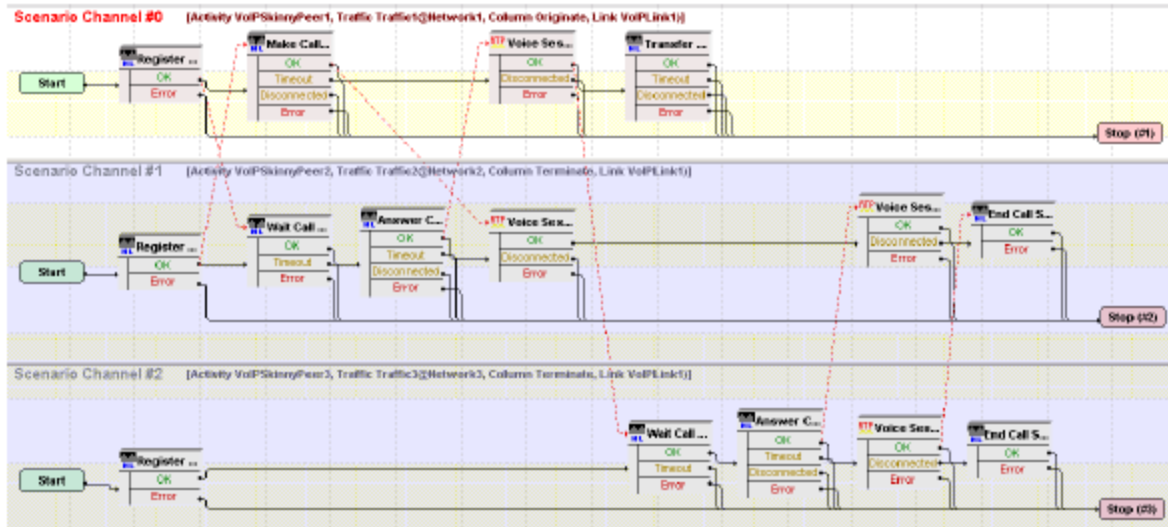 Scenario Channel #0 [Activity VoIPSkinnyPeer1, Traffic Traffic1@Network1, Column Originate, Link VoIPLink1)]
Start
Register ...
OK
Error
Make Call...
OK
Timeout
Disconnected
Error
Voice Ses...
OK
Disconnected
Error
Transfer ...
OK
Timeout
Disconnected
Error
Stop (#1)
Scenario Channel #1 [Activity VoIPSkinnyPeer2, Traffic Traffic2@Network2, Column Terminate, Link VoIPLink1)]
Start
Register ...
OK
Error
Wait Call ...
OK
Timeout
Error
Answer C...
OK
Timeout
Disconnected
Error
Voice Ses...
OK
Disconnected
Error
Voice Ses...
OK
Disconnected
Error
End Call S...
OK
Error
Stop (#2)
Scenario Channel #2 [Activity VoIPSkinnyPeer3, Traffic Traffic3@Network3, Column Terminate, Link VoIPLink1)]
Start
Register ...
OK
Error
Wait Call ...
OK
Timeout
Error
Answer C...
OK
Timeout
Disconnected
Error
Voice Ses...
OK
Disconnected
Error
End Call S...
OK
Error
Stop (#3)